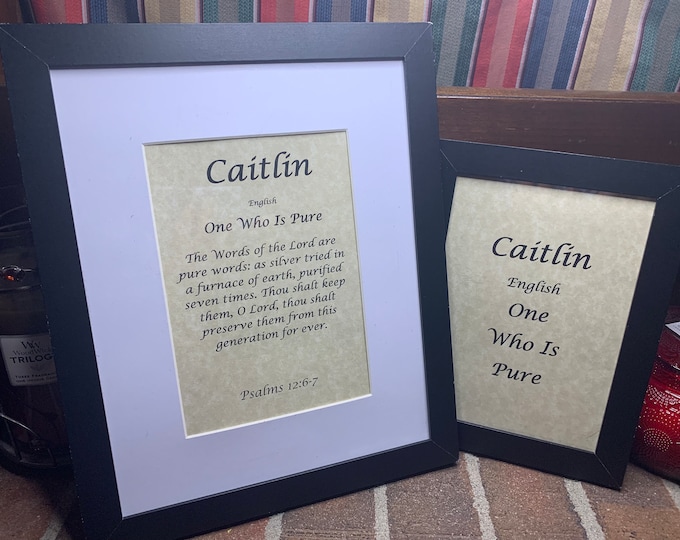 Caitlin
English
One Who Is Pure
The Words of the Lord are
pure words: as silver tried in
a furnace of earth, purified
seven times. Thou shalt keep
them, O Lord, thou shalt
preserve them from this
generation for ever.
Psalms 12:6-7
Caitlin
English
One
Who Is
Pure
TRILOG